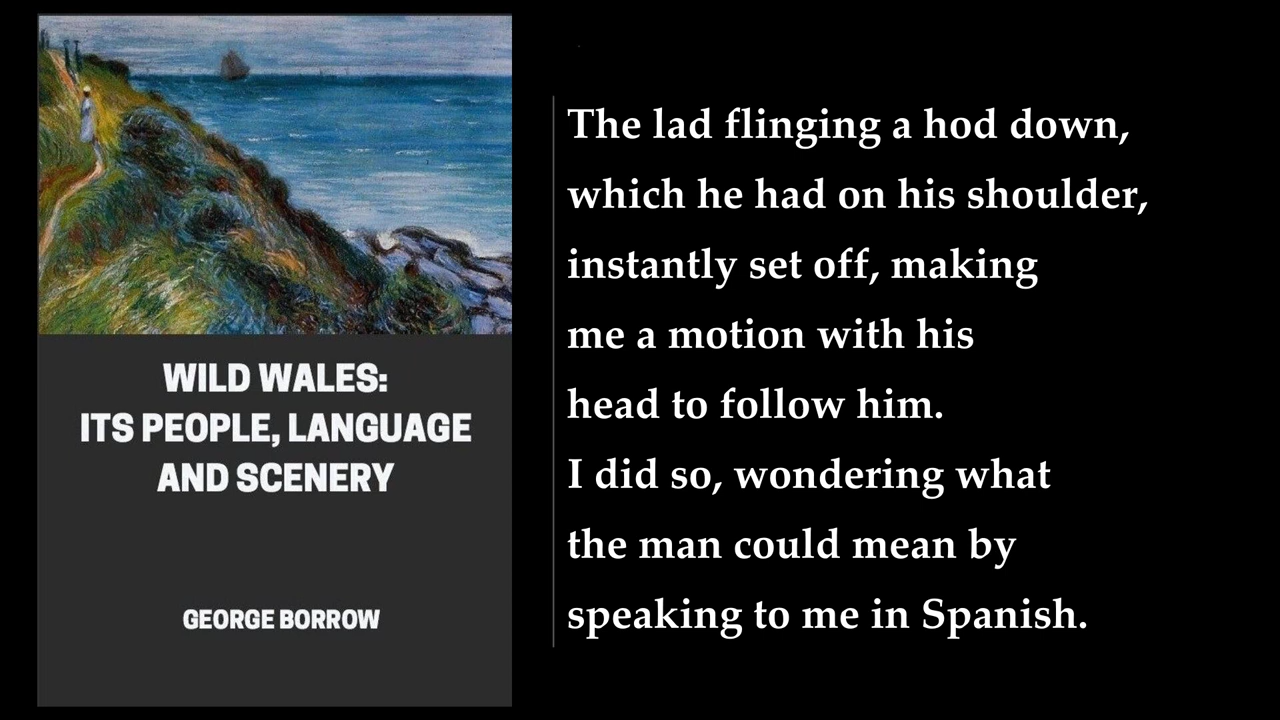 WILD WALES:
ITS PEOPLE, LANGUAGE
AND SCENERY
GEORGE BORROW
The lad flinging a hod down,
which he had on his shoulder,
instantly set off, making
me a motion with his
head to follow him.
I did so, wondering what
the man could mean by
speaking to me in Spanish.